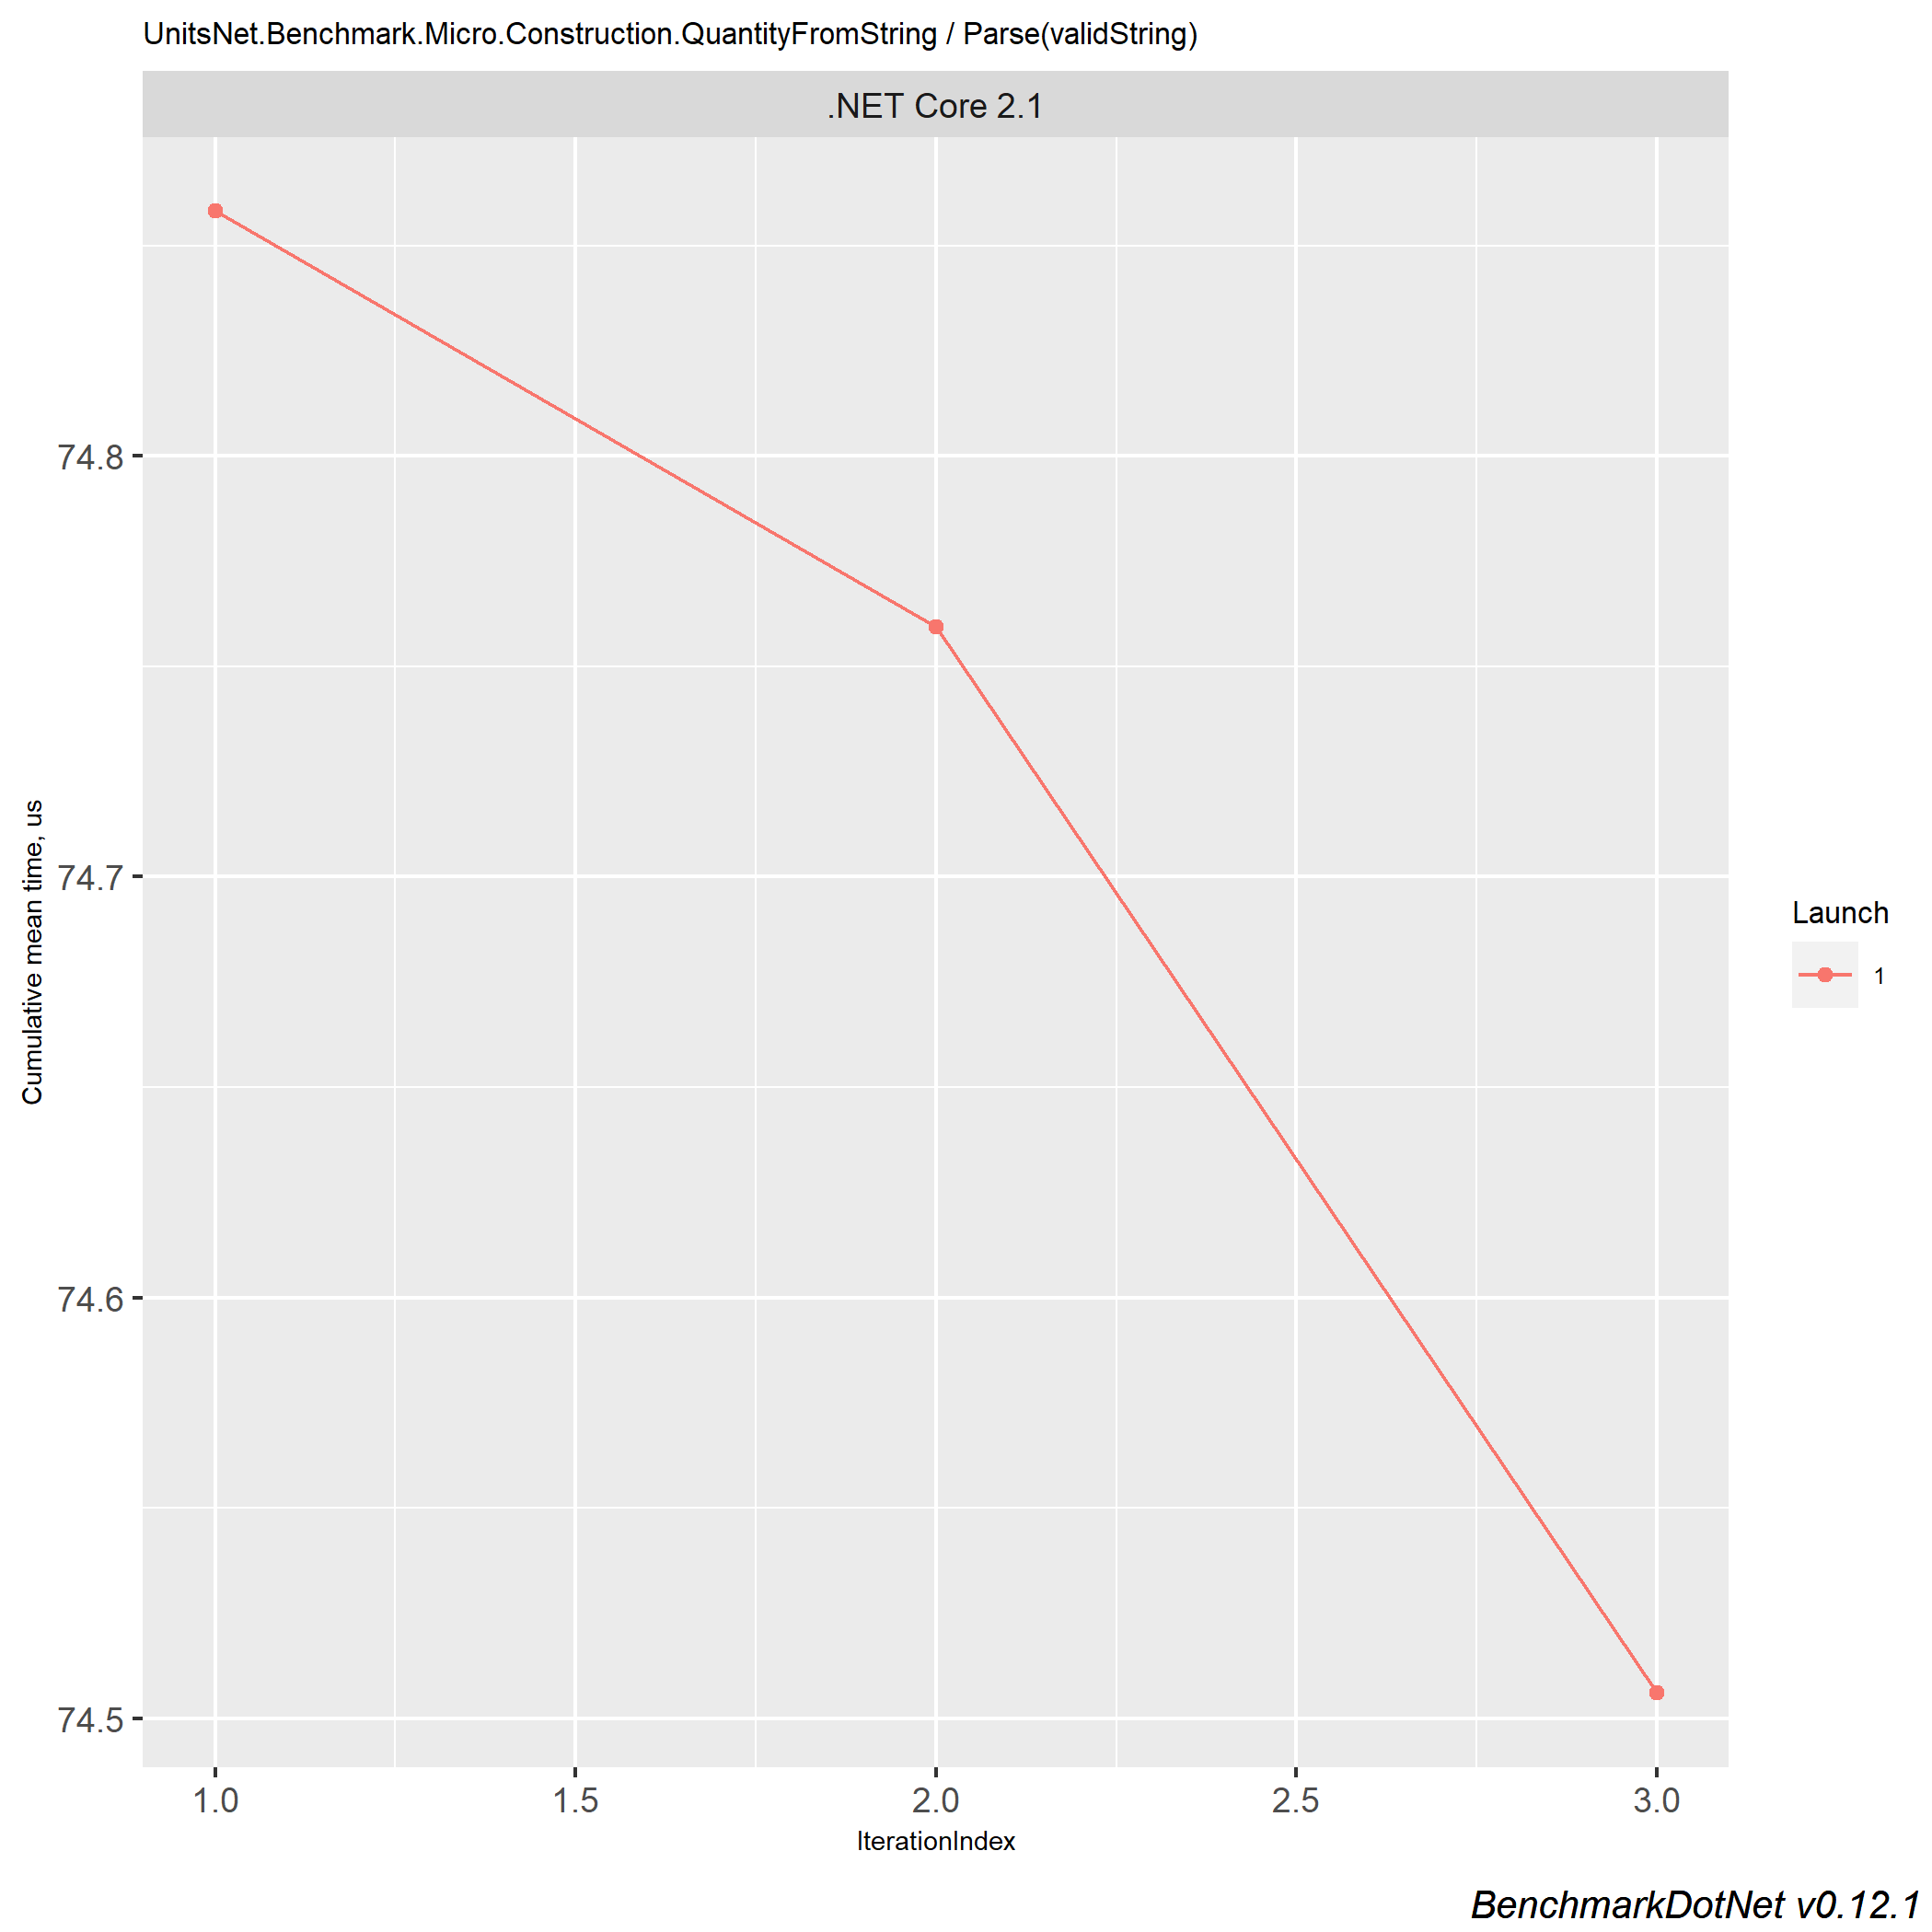 UnitsNet.Benchmark.Micro.Construction.QuantityFromString / Parse(validString)
.NET Core 2.1
74.8
74.7
74.6
74.5
Cumulative mean time, us
1.0 1.5 2.0 2.5 3.0
IterationIndex
Launch
1
BenchmarkDotNet v0.12.1